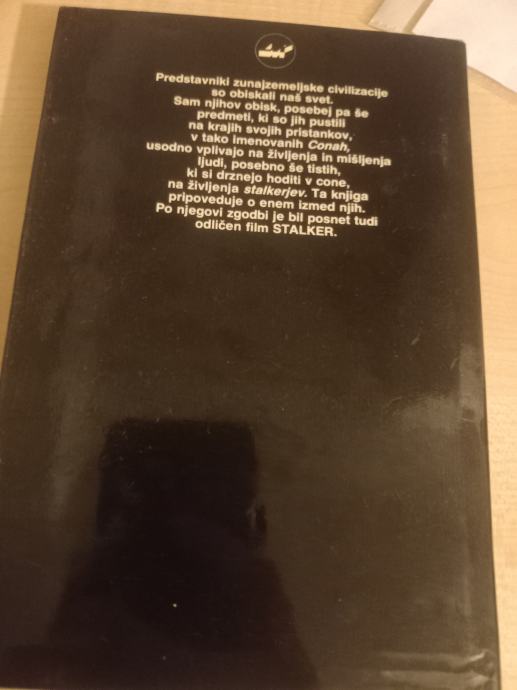 Predstavniki zunajzemeljske civilizacije
so obiskali naš svet.
Sam njihov obisk, posebej pa še
predmeti, ki so jih pustili
na krajih svojih pristankov,
v tako imenovanih Conah,
usodno vplivajo na življenja in mišljenja
ljudi, posebno še tistih,
ki si drznejo hoditi v cone,
na življenja stalkerjev. Ta knjiga
pripoveduje o enem izmed njih.
Po njegovi zgodbi je bil posnet tudi
odličen film STALKER.